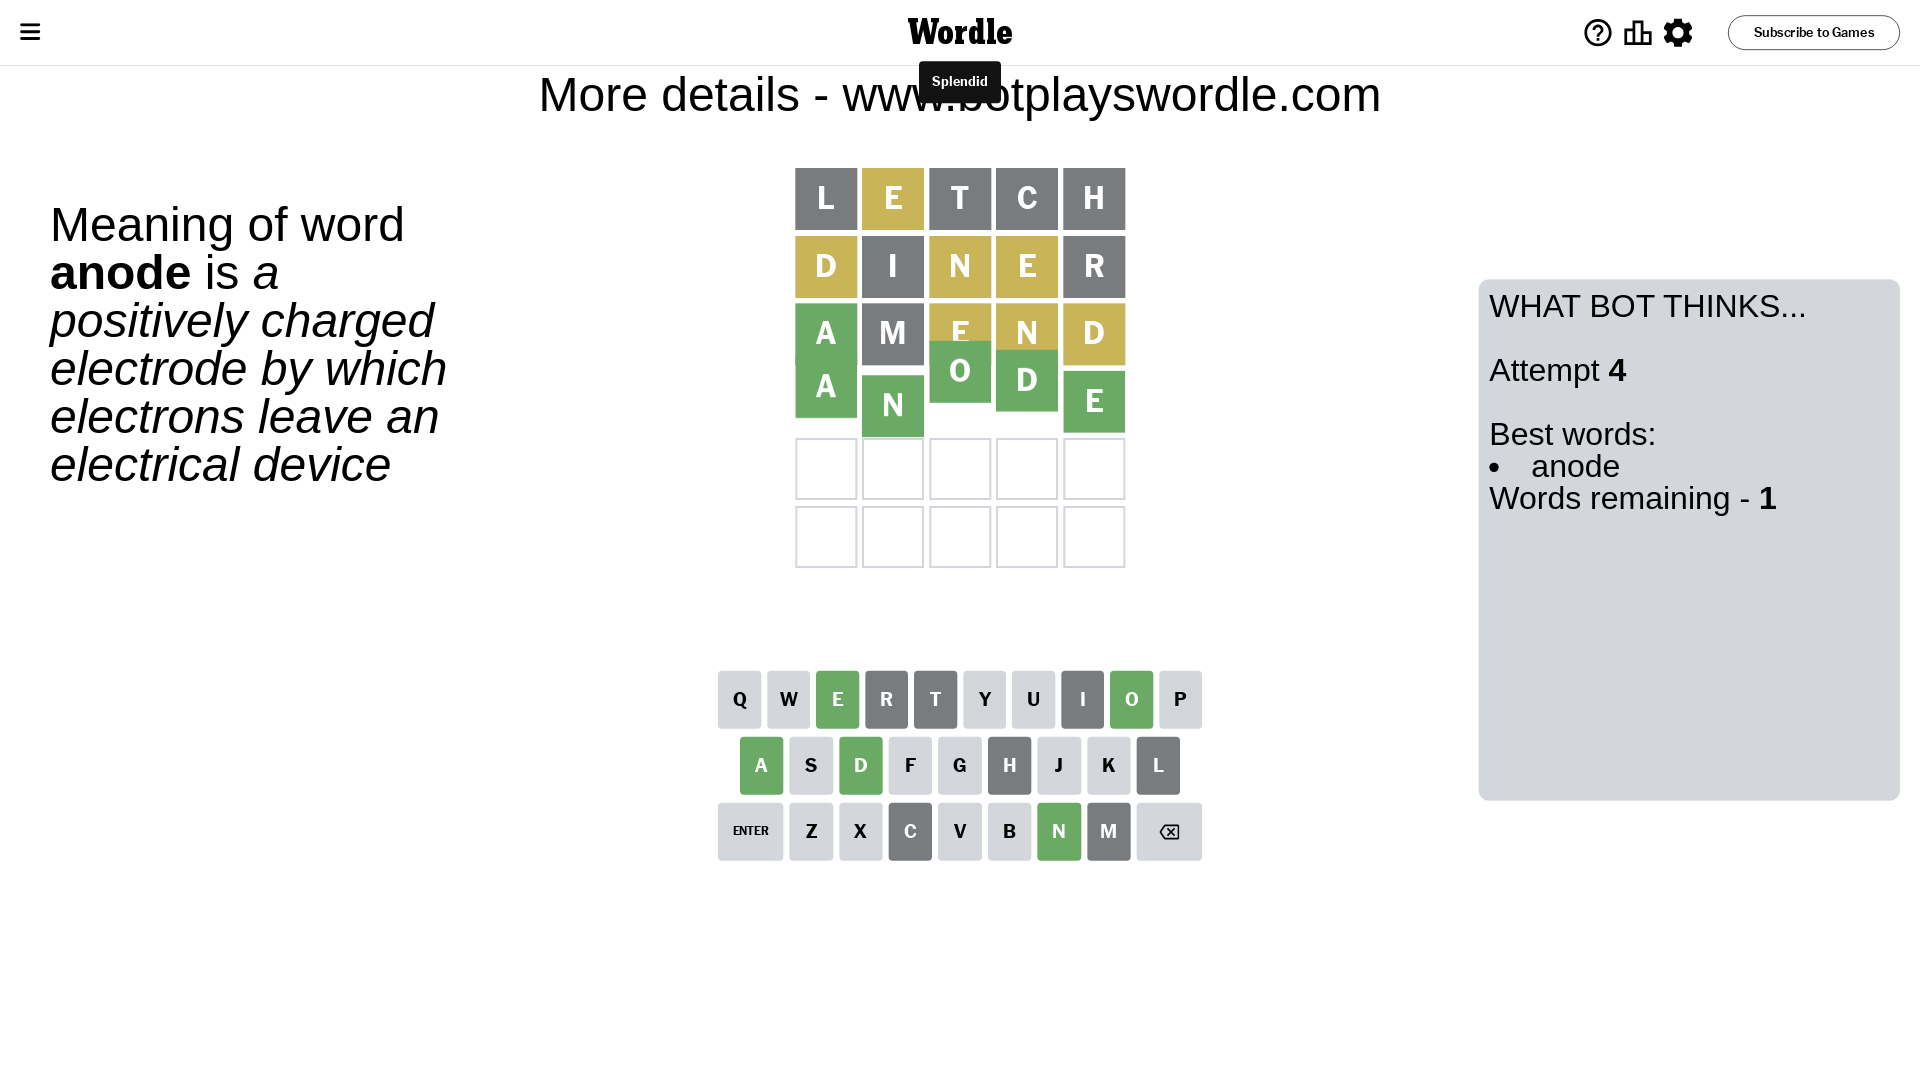 Wordle
Subscribe to Games
Splendid
More details - www.botplayswordle.com
Meaning of word
anode is a
positively charged
electrode by which
electrons leave an
electrical device
L E T C H
D I N E R
A M E N D
A N O D E
WHAT BOT THINKS...
Attempt 4
Best words:
• anode
Words remaining - 1
Q W E R T Y U I O P
A S D F G H J K L
ENTER Z X C V B N M